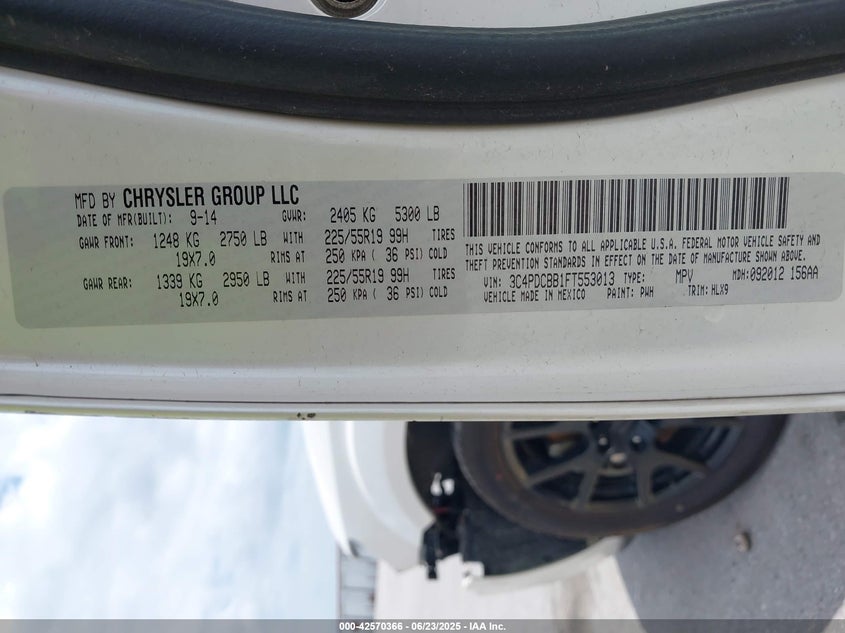 MFD BY CHRYSLER GROUP LLC
DATE OF MFR(BUILT): 9-14 GVWR: 2405 KG 5300 LB
GAWR FRONT: 1248 KG 2750 LB WITH 225/55R19 99H TIRES
19X7.0 RIMS AT 250 KPA ( 36 PSI) COLD
GAWR REAR: 1339 KG 2950 LB WITH 225/55R19 99H TIRES
19X7.0 RIMS AT 250 KPA ( 36 PSI) COLD
THIS VEHICLE CONFORMS TO ALL APPLICABLE U.S.A. FEDERAL MOTOR VEHICLE SAFETY AND
THEFT PREVENTION STANDARDS IN EFFECT ON THE DATE OF MANUFACTURE SHOWN ABOVE.
VIN: 3C4PDCBB1FT553013 TYPE: MPV MDH:092012 156AA
VEHICLE MADE IN MEXICO PAINT: PWH TRIM: HLX9
000-42570366 - 06/23/2025 - IAA Inc.